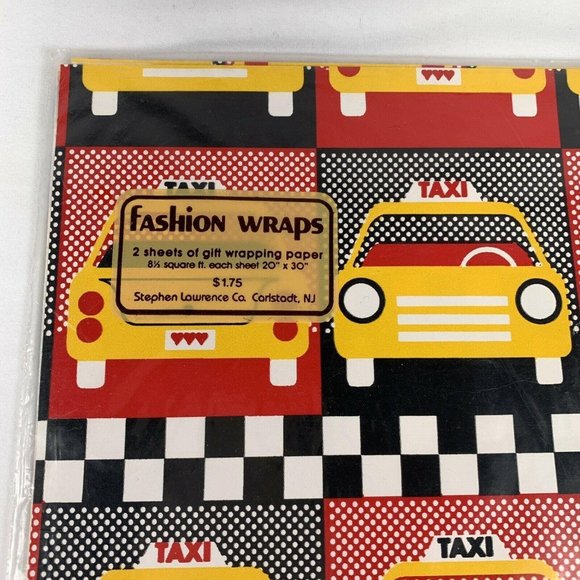 TAXI
TAXI
fashion wraps
2 sheets of gift wrapping paper
8⅓ square ft. each sheet 20" x 30"
$1.75
Stephen Lawrence Co. Carlstadt, NJ
TAXI
TAXI